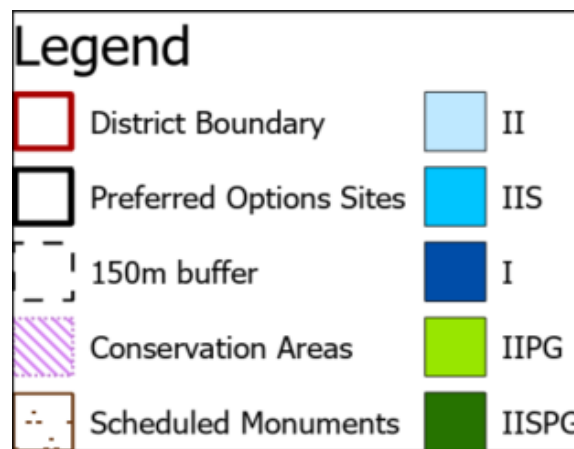 Legend
District Boundary
Preferred Options Sites
150m buffer
Conservation Areas
Scheduled Monuments
II
IIS
I
IIPG
IISPG